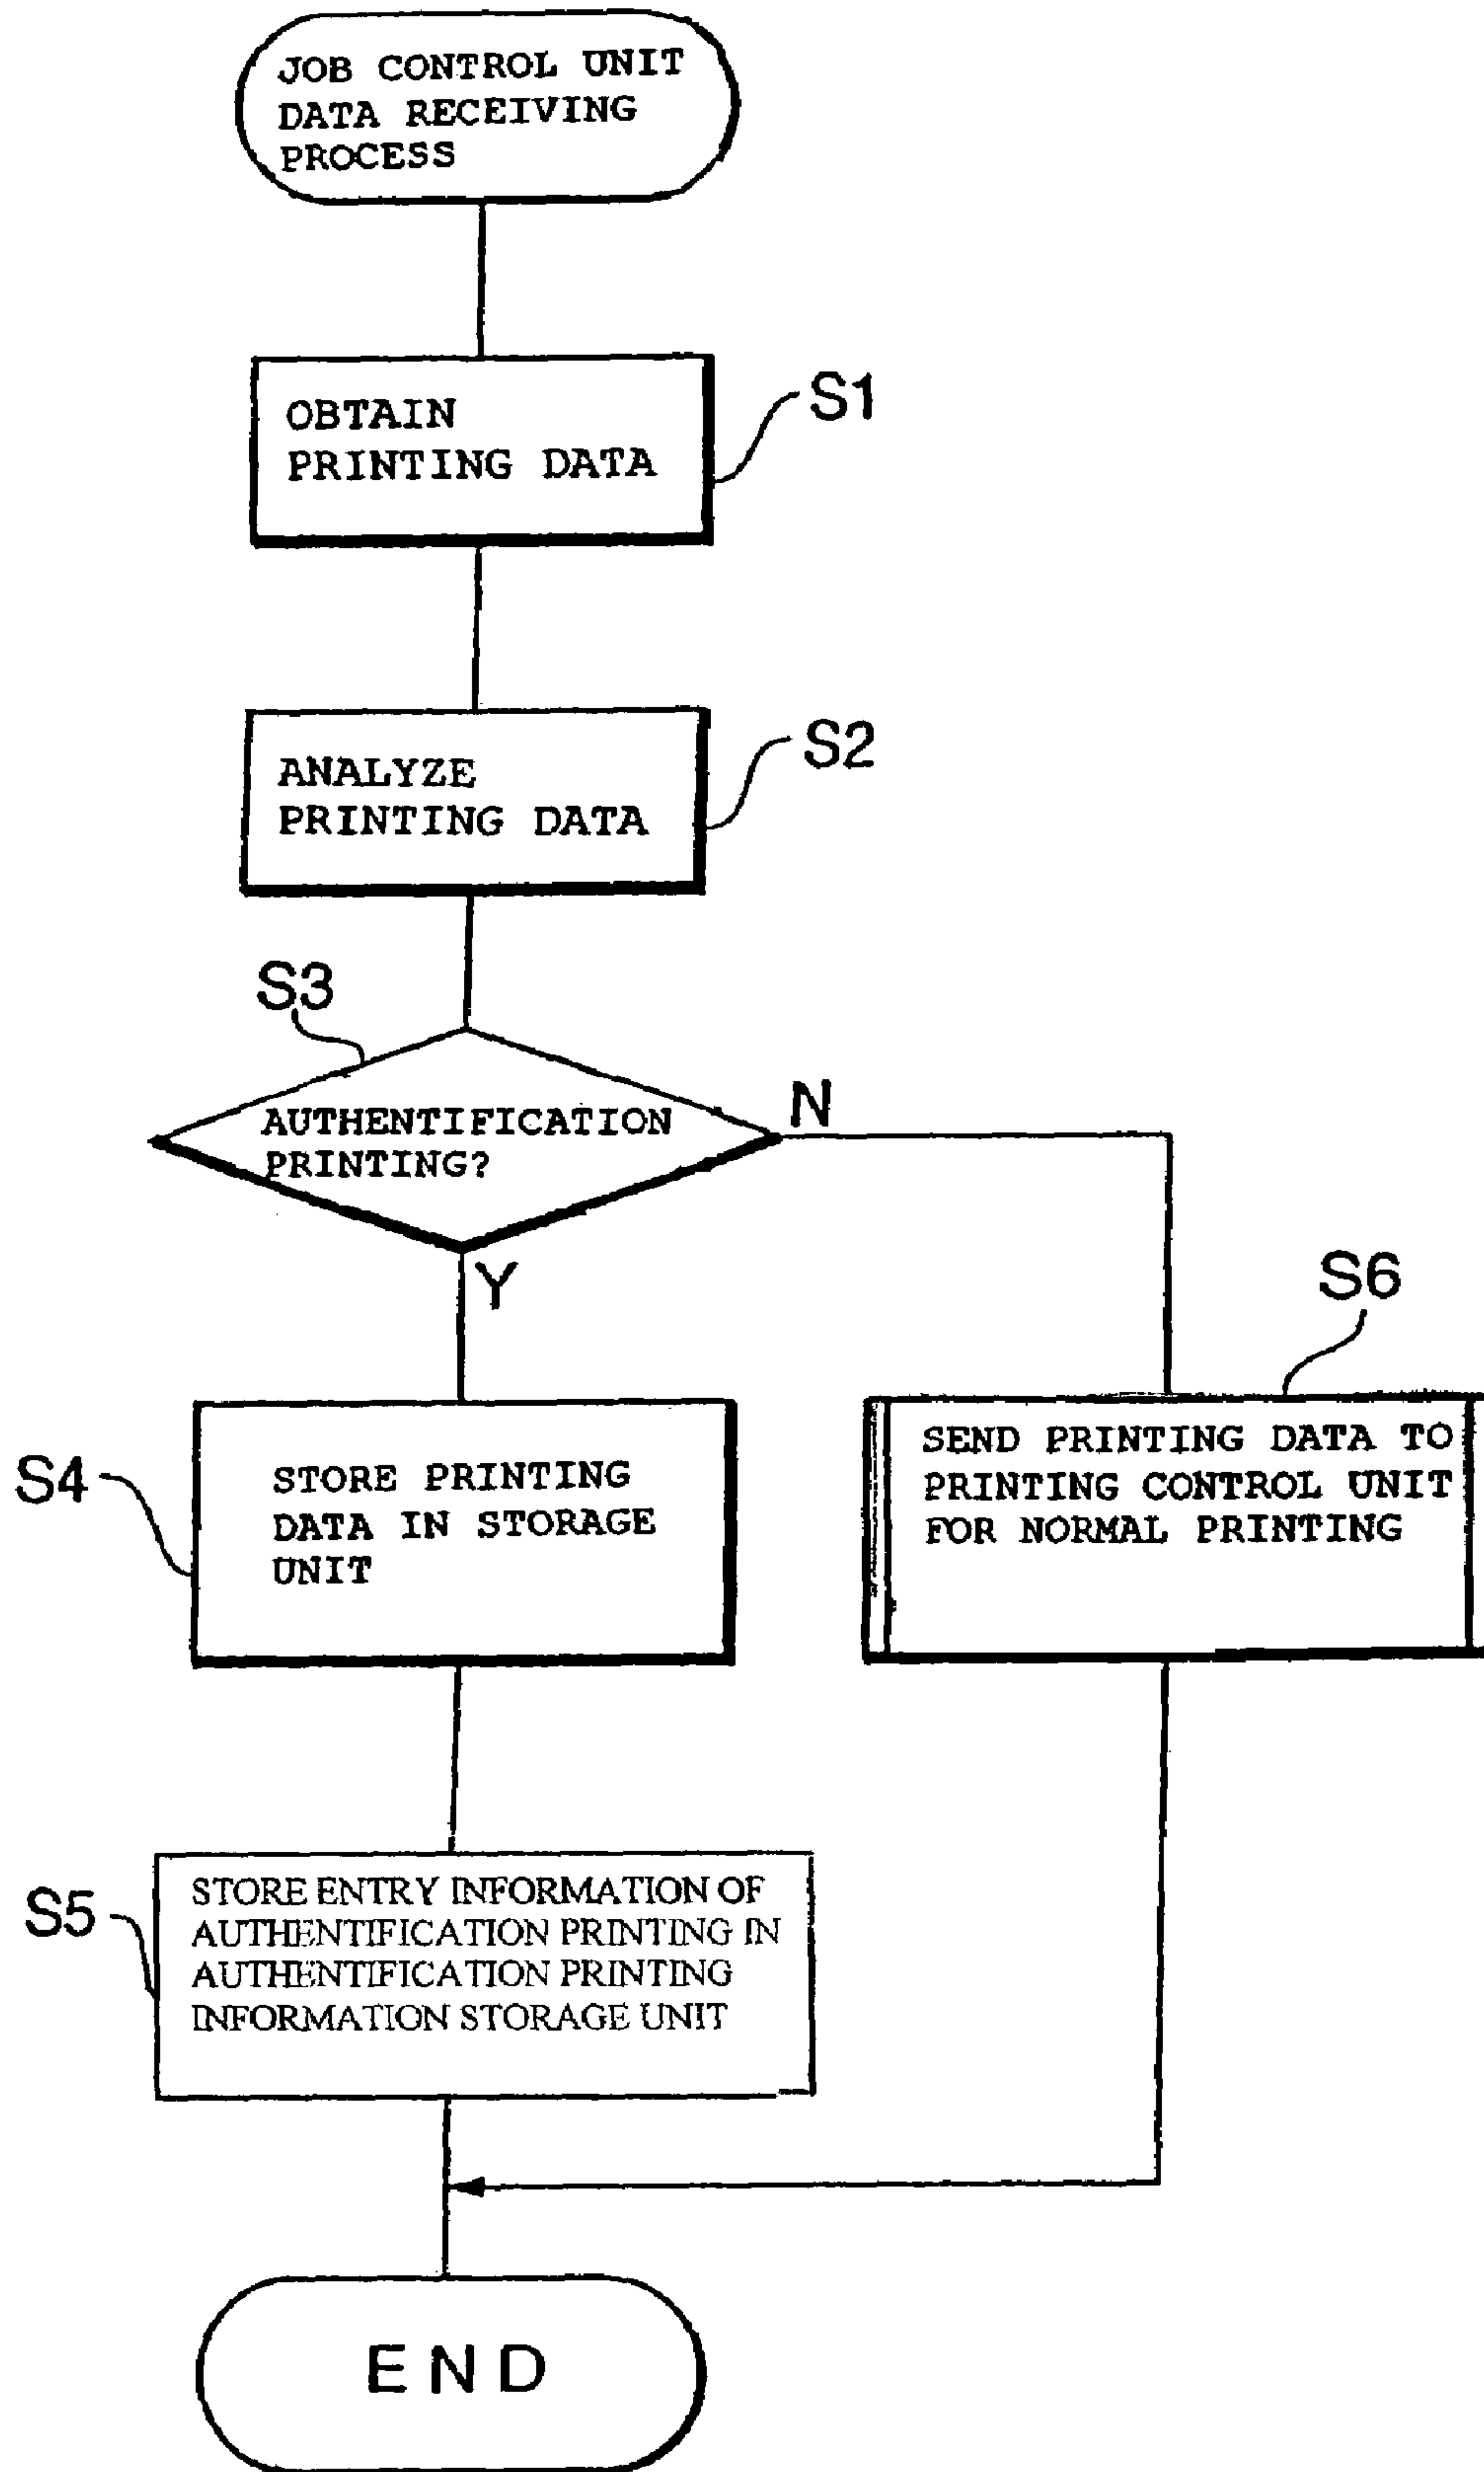 JOB CONTROL UNIT
DATA RECEIVING
PROCESS
OBTAIN
PRINTING DATA
S1
ANALYZE
PRINTING DATA
S2
S3
AUTHENTIFICATION
PRINTING?
N
Y
S4
STORE PRINTING
DATA IN STORAGE
UNIT
S6
SEND PRINTING DATA TO
PRINTING CONTROL UNIT
FOR NORMAL PRINTING
S5
STORE ENTRY INFORMATION OF
AUTHENTIFICATION PRINTING IN
AUTHENTIFICATION PRINTING
INFORMATION STORAGE UNIT
END